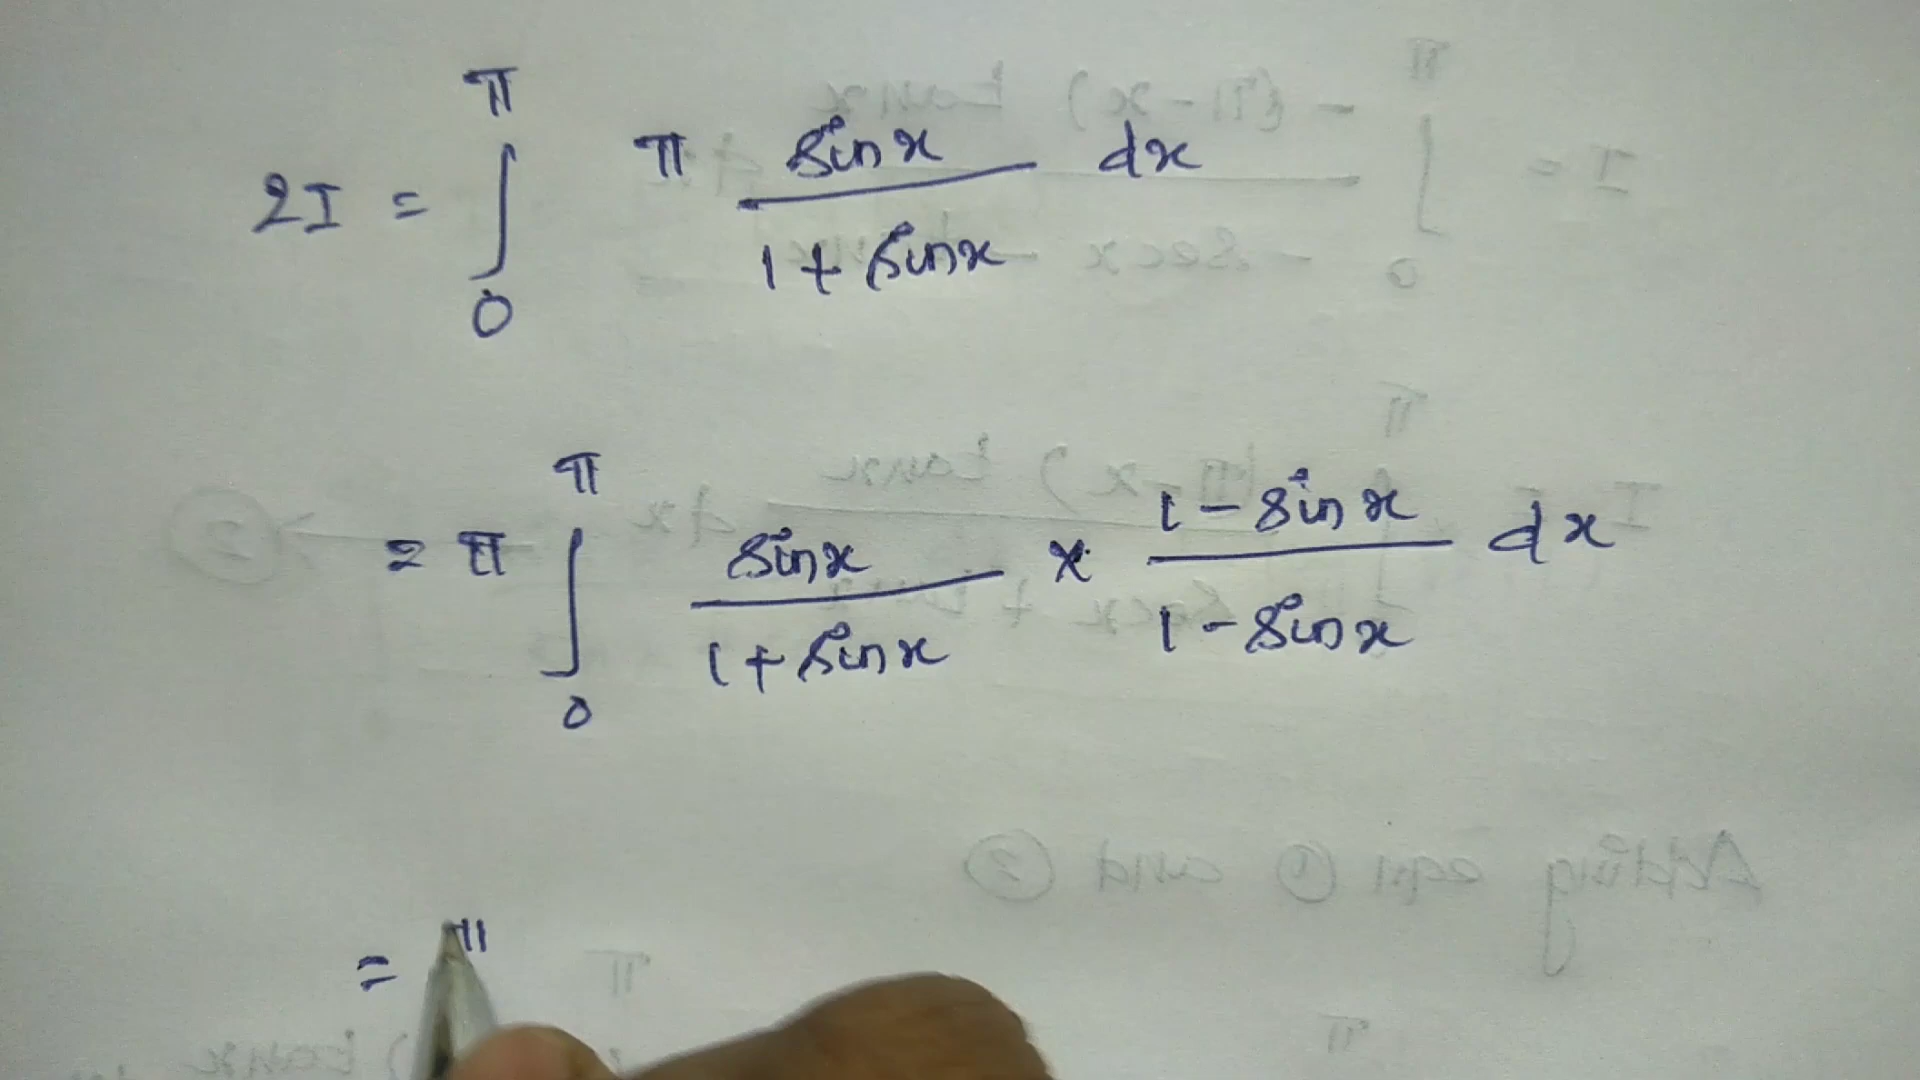 2I = ∫₀^π π sinx / (1 + sinx) dx
= π ∫₀^π sinx / (1 + sinx) × (1 - sinx) / (1 - sinx) dx
= π